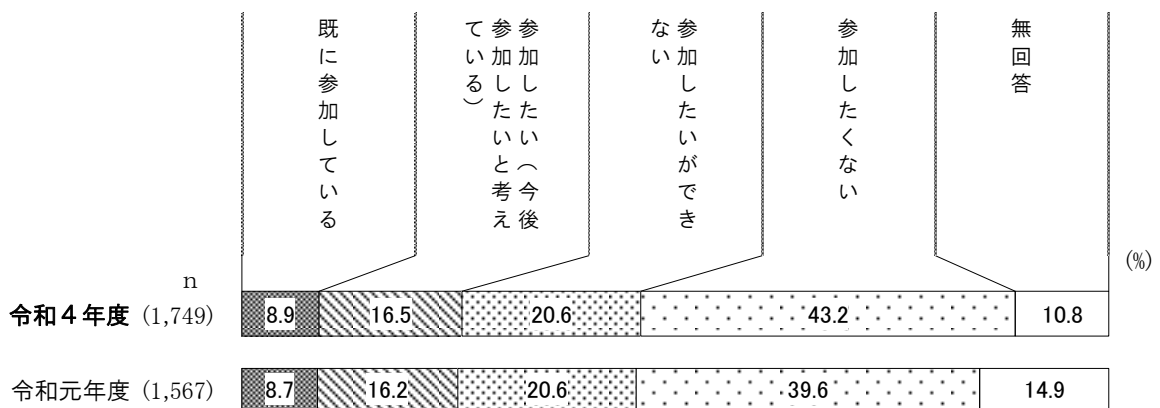 既に参加している
参加したい（今後
参加したいと考え
ている）
参加したいができ
ない
参加したくない
無回答
(%)
n
令和４年度 (1,749) 8.9 16.5 20.6 43.2 10.8
令和元年度 (1,567) 8.7 16.2 20.6 39.6 14.9